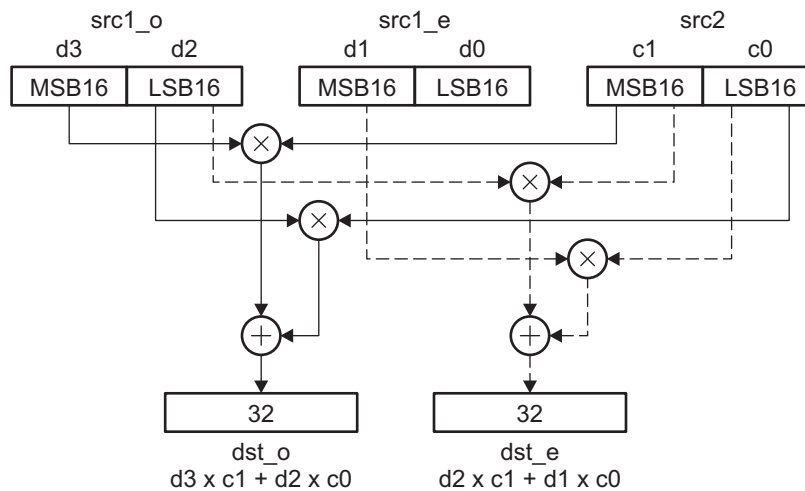 src1_o src1_e src2
d3 d2 d1 d0 c1 c0
MSB16 LSB16 MSB16 LSB16 MSB16 LSB16
×
×
×
×
+ +
32 32
dst_o dst_e
d3 x c1 + d2 x c0 d2 x c1 + d1 x c0